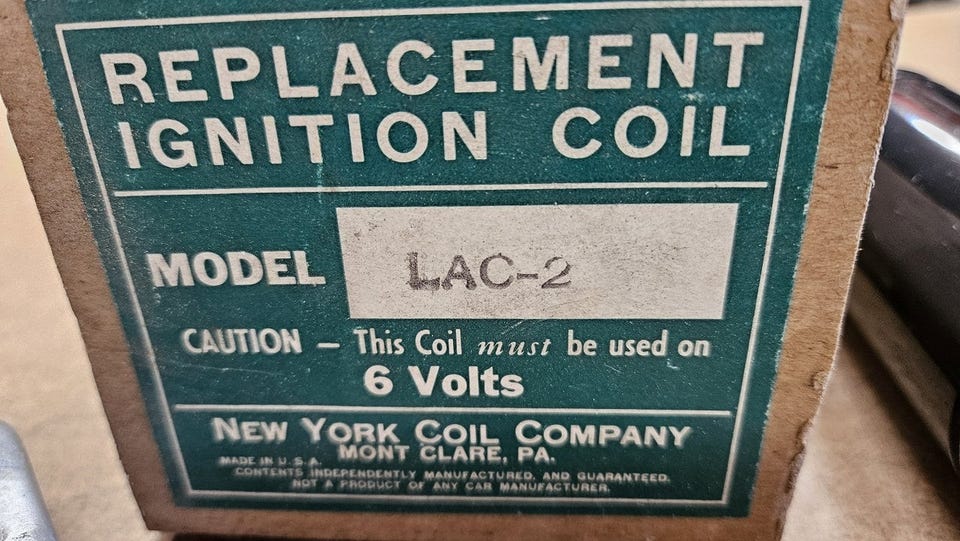 REPLACEMENT
IGNITION COIL
MODEL LAC-2
CAUTION — This Coil must be used on
6 Volts
NEW YORK COIL COMPANY
MONT CLARE, PA.
MADE IN U.S.A.
CONTENTS INDEPENDENTLY MANUFACTURED, AND GUARANTEED,
NOT A PRODUCT OF ANY CAR MANUFACTURER.